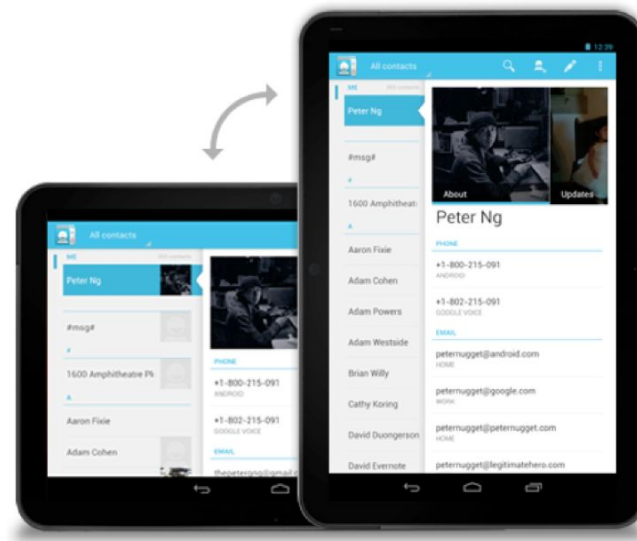 All contacts
ME
Peter Ng
#msg#
#
1600 Amphitheatre Pk
A
Aaron Fixie
Adam Cohen
PHONE
+1-800-215-091
ANDROID
+1-802-215-091
GOOGLE VOICE
EMAIL
12:39
All contacts
ME
Peter Ng
#msg#
#
1600 Amphitheatr
A
Aaron Fixie
Adam Cohen
Adam Powers
Adam Westside
Brian Willy
Cathy Koring
David Duongerson
David Evernote
About
Updates
Peter Ng
PHONE
+1-800-215-091
ANDROID
+1-802-215-091
GOOGLE VOICE
EMAIL
peternugget@android.com
HOME
peternugget@google.com
WORK
peternugget@peternugget.com
HOME
peternugget@legitimatehero.com